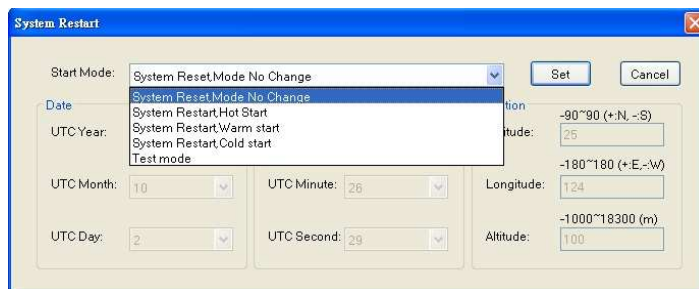 System Restart
Start Mode: System Reset,Mode No Change Set Cancel
System Reset,Mode No Change
System Restart,Hot Start
System Restart,Warm start
System Restart,Cold start
Test mode
Date
-90~90 (+:N, -:S)
UTC Year: 25
-180~180 (+:E,-:W)
UTC Month: 10 UTC Minute: 26 Longitude: 124
-1000~18300 (m)
UTC Day: 2 UTC Second: 29 Altitude: 100